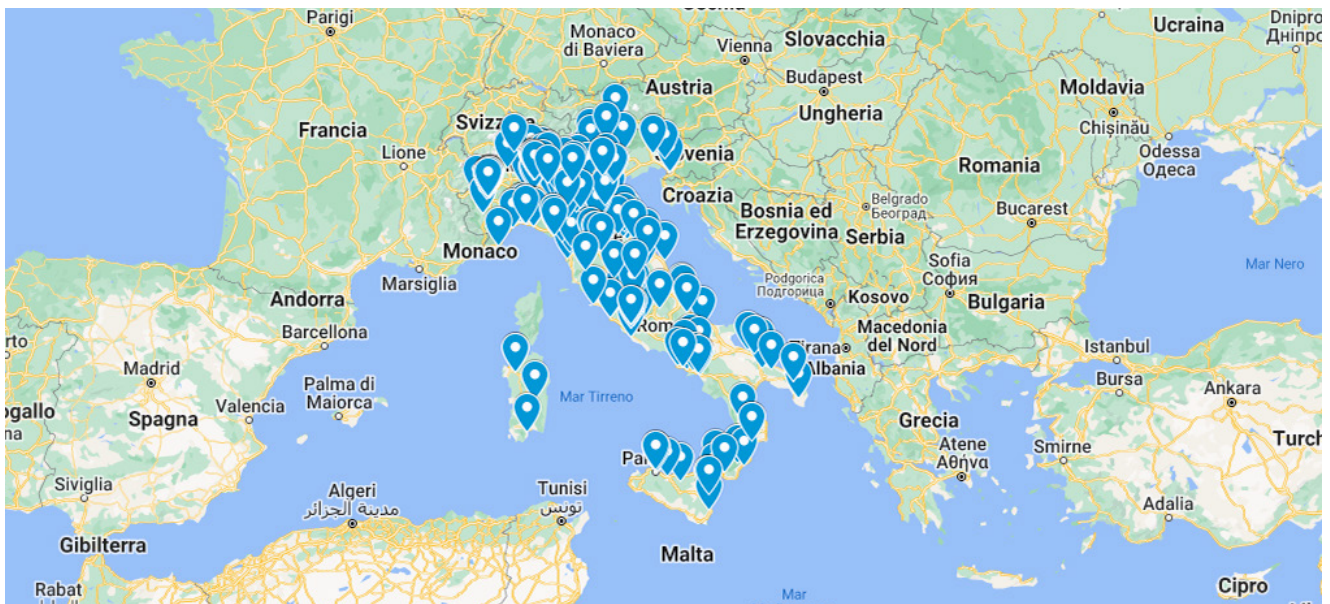 Parigi
Monaco
di Baviera
Vienna
Slovacchia
Ucraina
Dnipro
Дніпро
Budapest
Austria
Ungheria
Moldavia
Chișinău
Francia
Lione
Odessa
Одеса
Romania
Croazia
Belgrado
Београд
Bucarest
Bosnia ed
Erzegovina
Serbia
Monaco
Marsiglia
Sofia
София
Mar Nero
Podgorica
Подгорица
Kosovo
Bulgaria
Andorra
Barcellona
Macedonia
del Nord
Tirana
Albania
Istanbul
Bursa
Ankara
Madrid
Palma di
Maiorca
Mar Tirreno
Spagna
Valencia
Grecia
Atene
Αθήνα
Smirne
Siviglia
Algeri
مدينة الجزائر
Tunisi
تونس
Adalia
Gibilterra
Malta
Rabat
Mar
Cipro